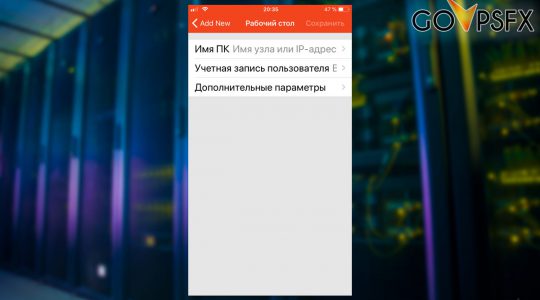 GOVPSFX
20:35
47 %
Add New
Рабочий стол
Сохранить
Имя ПК Имя узла или IP-адрес
Учетная запись пользователя
Дополнительные параметры